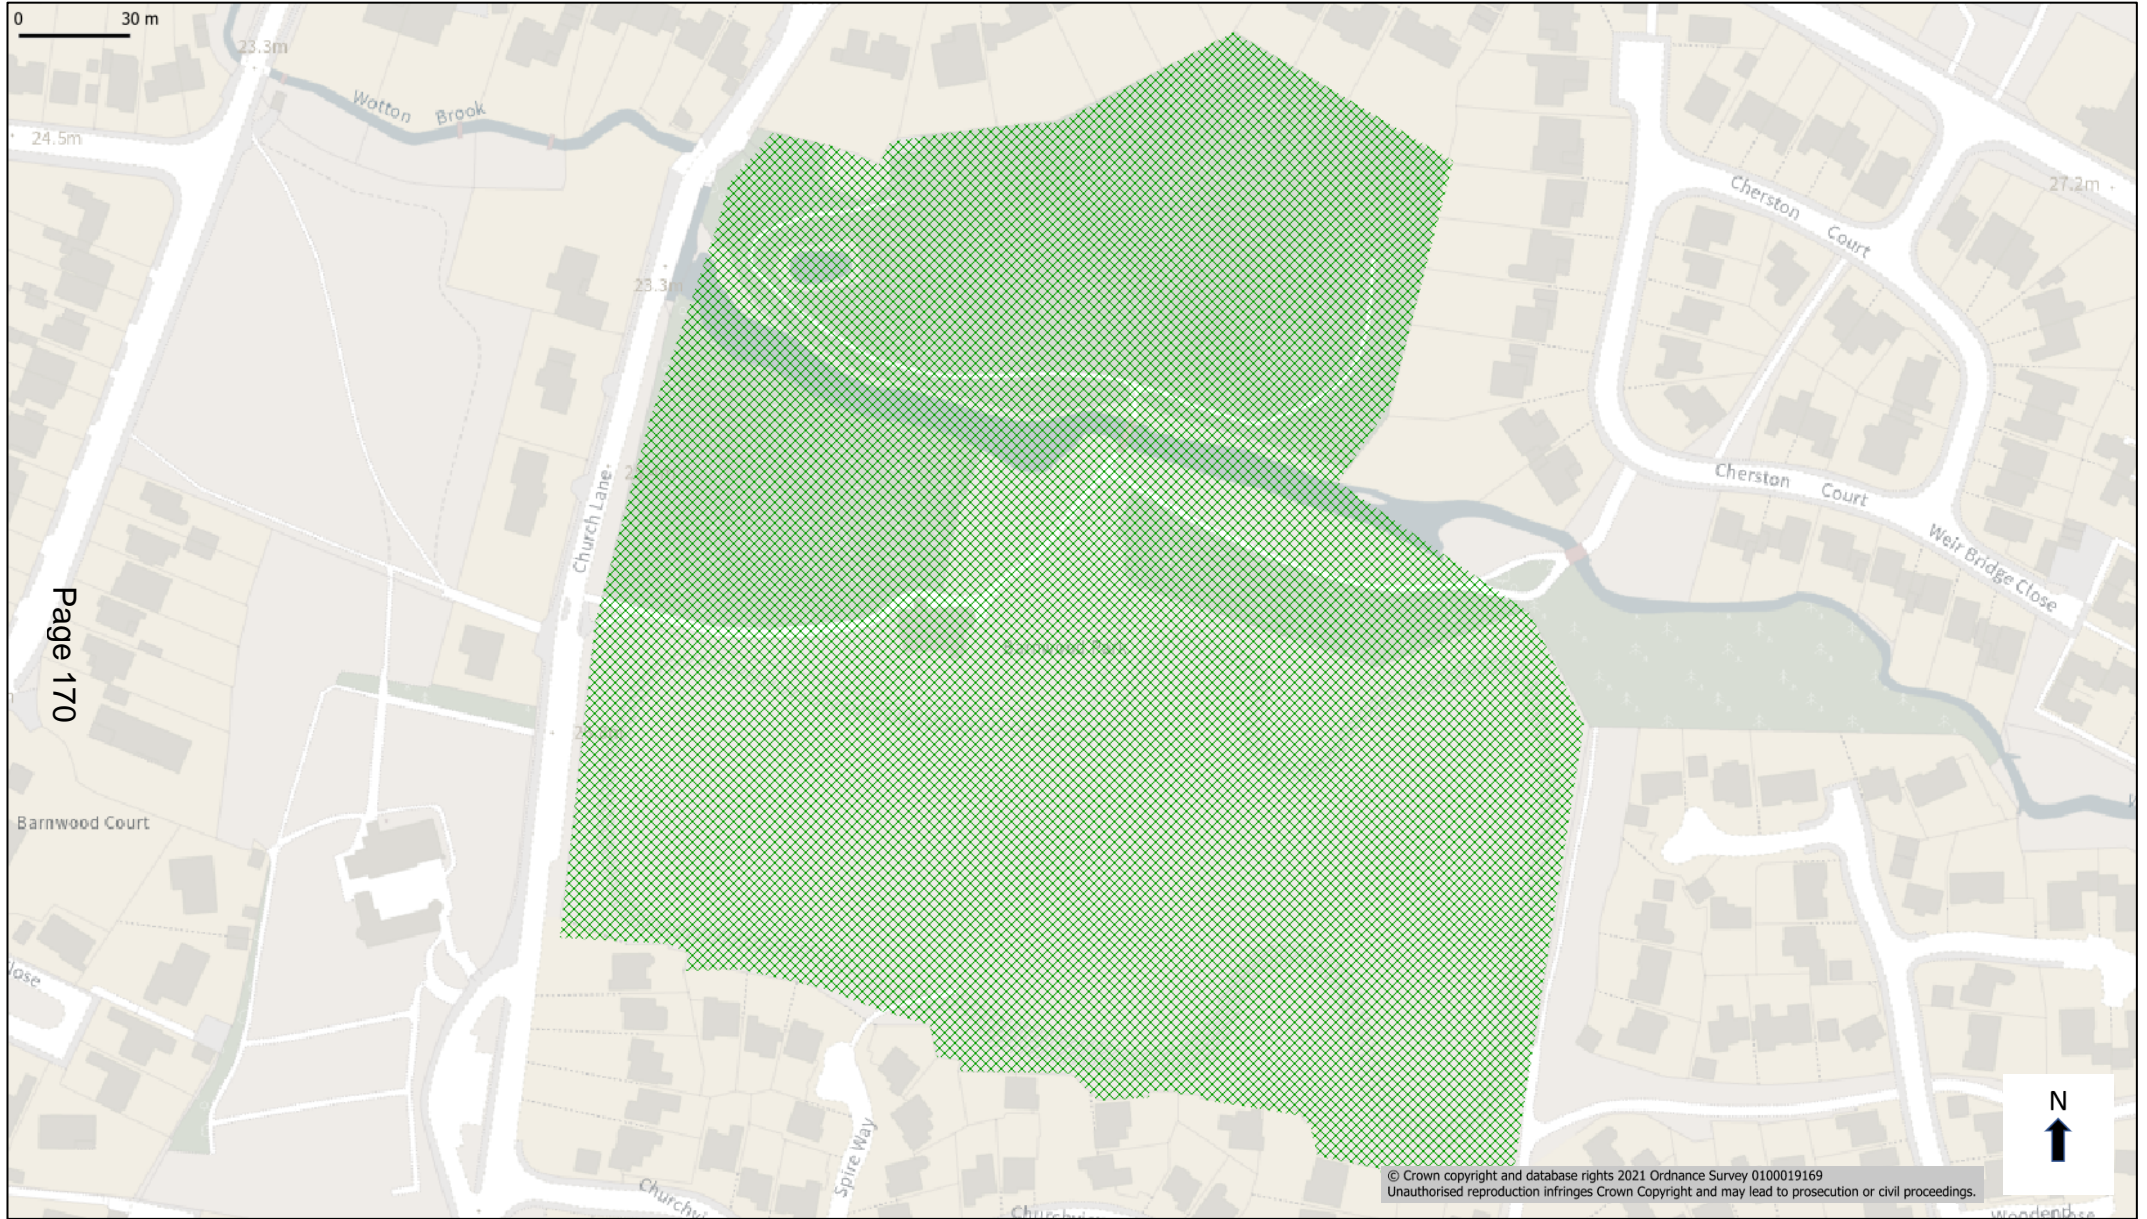 0 30 m
23.3m
Wotton Brook
24.5m
Cherston Court
27.2m
23.3m
Church Lane
Cherston Court
Weir Bridge Close
Page 170
Barnwood Park
Barnwood Court
Spire Way
N
© Crown copyright and database rights 2021 Ordnance Survey 0100019169
Unauthorised reproduction infringes Crown Copyright and may lead to prosecution or civil proceedings.